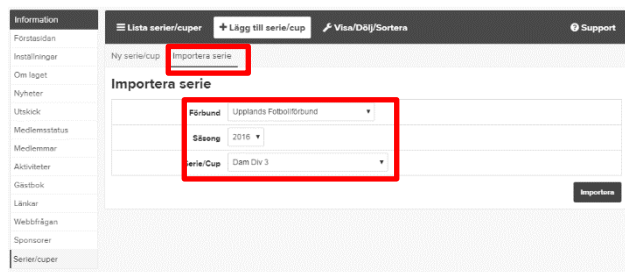 Information
Förstasidan
Inställningar
Om laget
Nyheter
Utskick
Medlemsstatus
Medlemmar
Aktiviteter
Gästbok
Länkar
Webbfrågan
Sponsorer
Serier/cuper
Lista serier/cuper + Lägg till serie/cup Visa/Dölj/Sortera ? Support
Ny serie/cup Importera serie
Importera serie
Förbund Upplands Fotbollförbund
Säsong 2016
Serie/Cup Dam Div 3
Importera